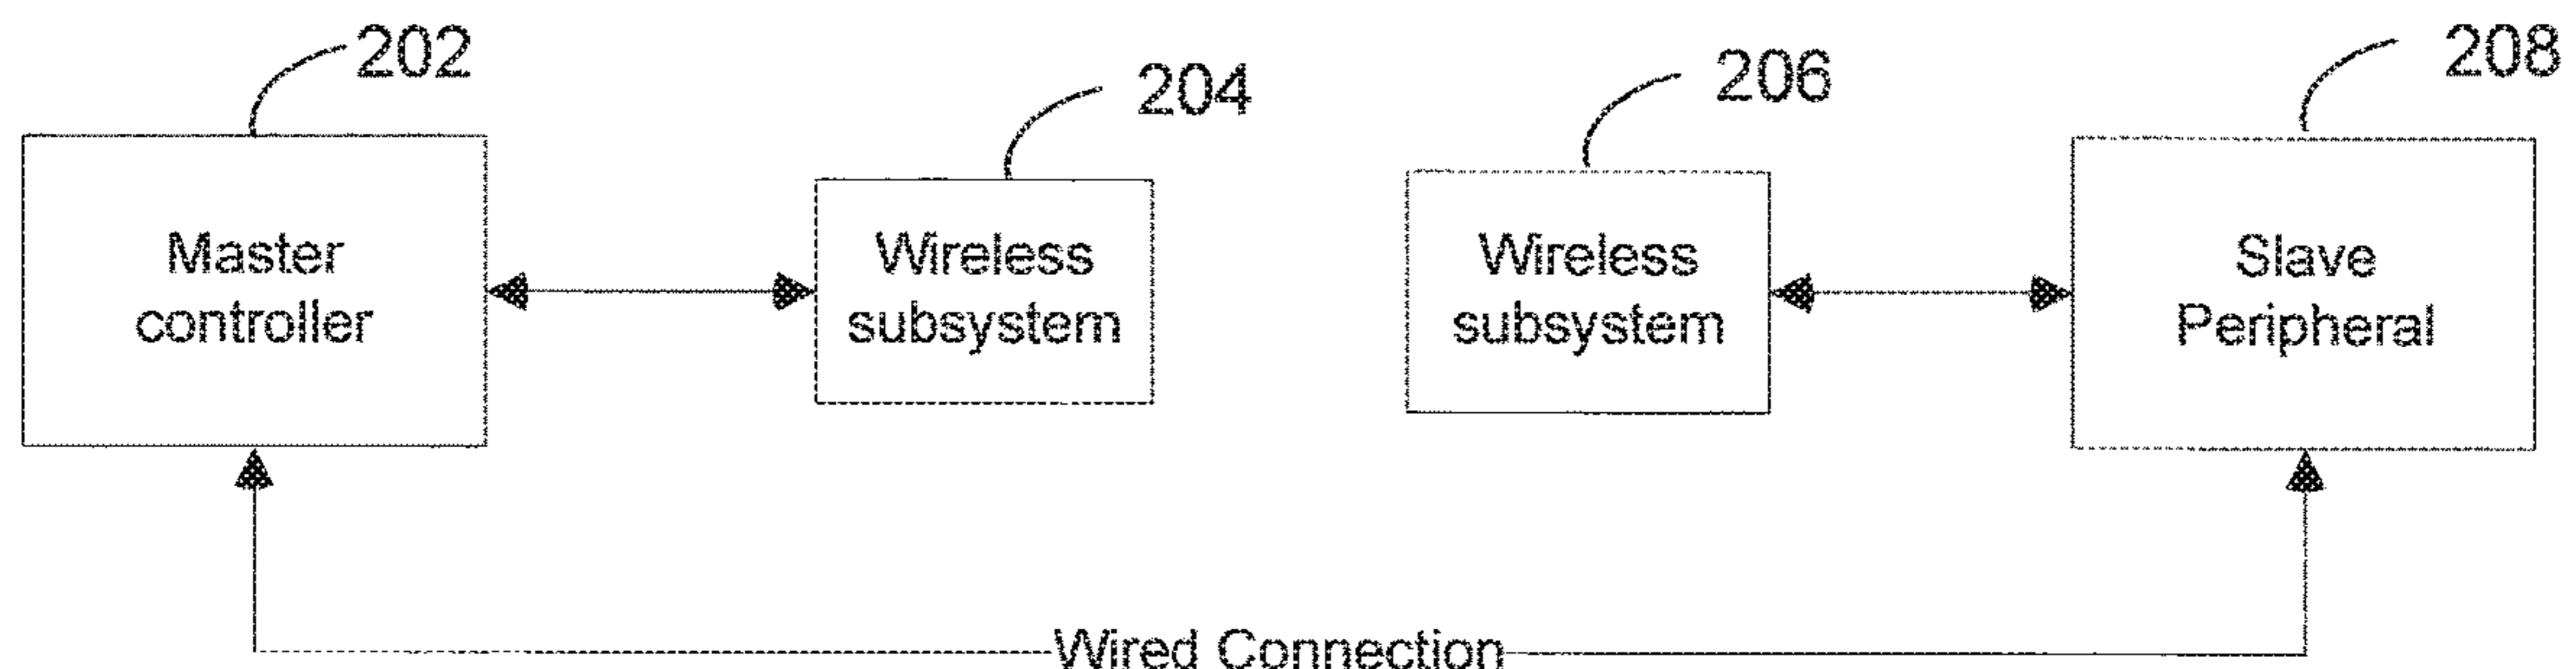 202
204
206
208
Master
controller
Wireless
subsystem
Wireless
subsystem
Slave
Peripheral
Wired Connection